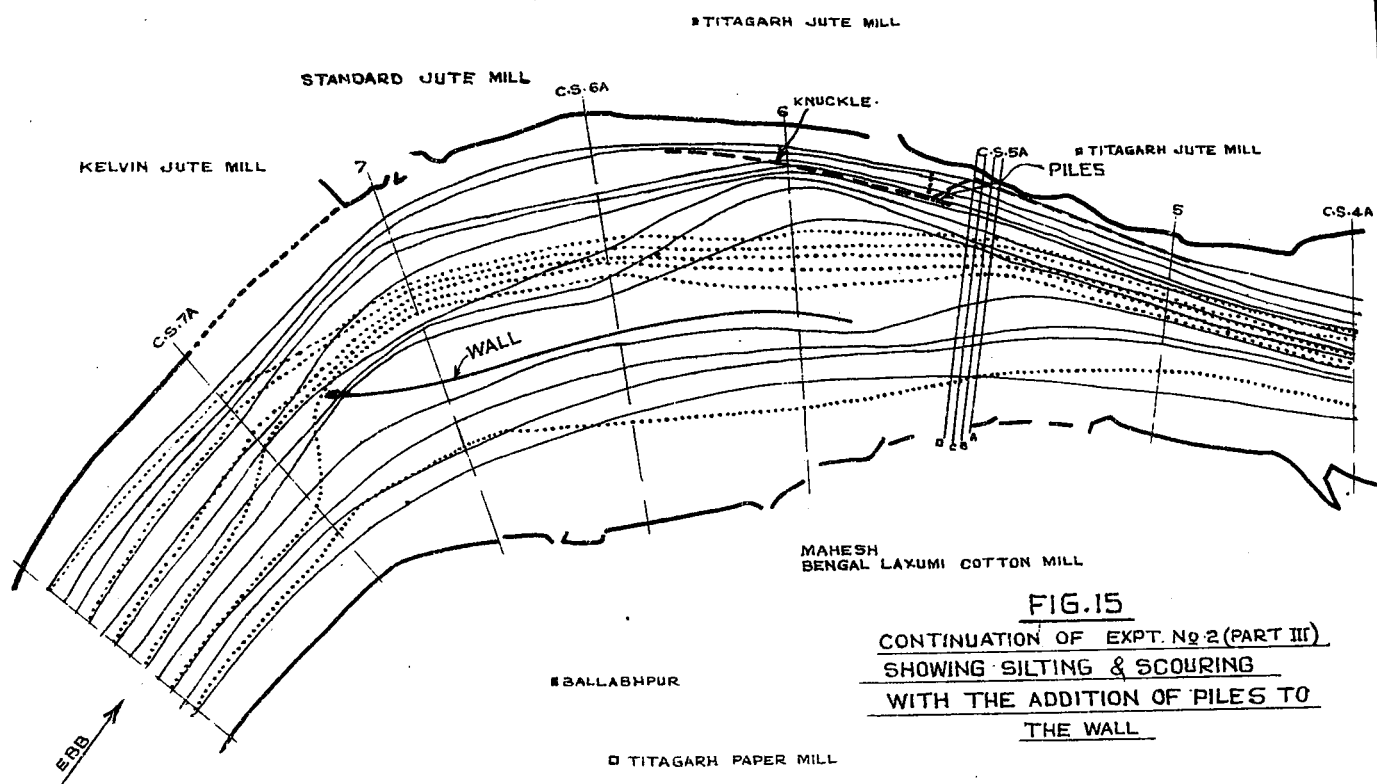 TITAGARH JUTE MILL
STANDARD JUTE MILL
C.S.6A
6
KNUCKLE.
KELVIN JUTE MILL
7
C.S.5A
TITAGARH JUTE MILL
PILES
5
C.S.4A
C.S.7A
WALL
D C B A
MAHESH
BENGAL LAXUMI COTTON MILL
FIG.15
CONTINUATION OF EXPT. No 2 (PART III)
SHOWING SILTING & SCOURING
WITH THE ADDITION OF PILES TO
THE WALL
BALLABHPUR
EBB
TITAGARH PAPER MILL